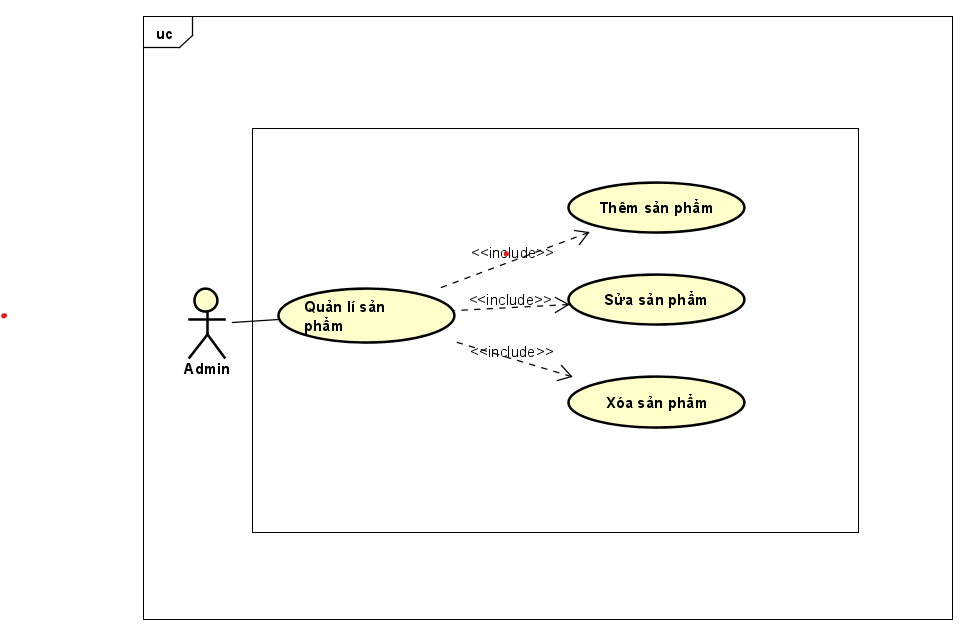 uc
Thêm sản phẩm
<<include>>
Sửa sản phẩm
<<include>>
Quản lí sản
phẩm
<<include>>
Admin
Xóa sản phẩm